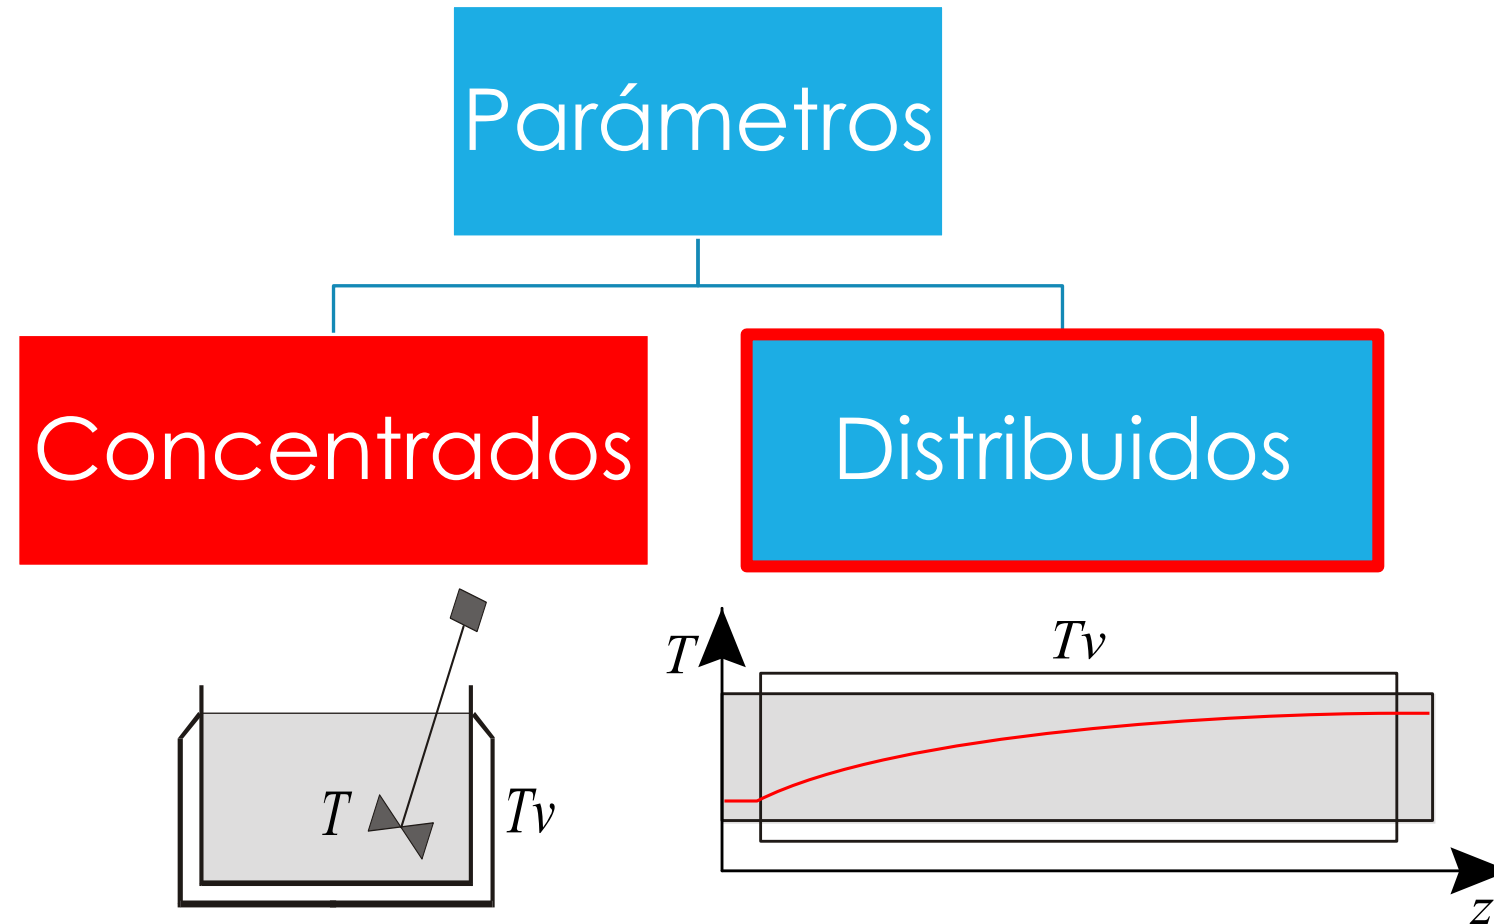 Parámetros
Concentrados
Distribuidos
T
Tv
T
Tv
z